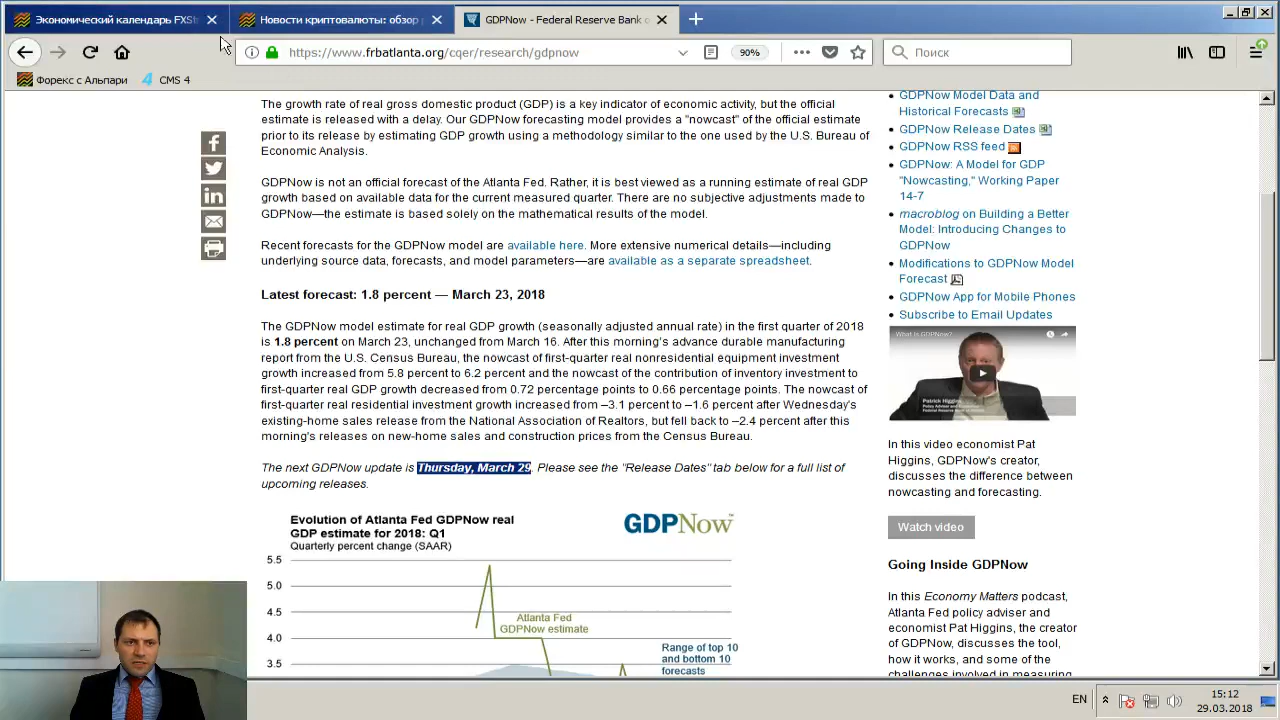 Экономический календарь FXStr
Новости криптовалюты: обзор
GDPNow - Federal Reserve Bank o
https://www.frbatlanta.org/cqer/research/gdpnow
90%
Поиск
Форекс с Альпари
CMS 4
The growth rate of real gross domestic product (GDP) is a key indicator of economic activity, but the official
estimate is released with a delay. Our GDPNow forecasting model provides a "nowcast" of the official estimate
prior to its release by estimating GDP growth using a methodology similar to the one used by the U.S. Bureau of
Economic Analysis.
GDPNow is not an official forecast of the Atlanta Fed. Rather, it is best viewed as a running estimate of real GDP
growth based on available data for the current measured quarter. There are no subjective adjustments made to
GDPNow—the estimate is based solely on the mathematical results of the model.
Recent forecasts for the GDPNow model are available here. More extensive numerical details—including
underlying source data, forecasts, and model parameters—are available as a separate spreadsheet.
Latest forecast: 1.8 percent — March 23, 2018
The GDPNow model estimate for real GDP growth (seasonally adjusted annual rate) in the first quarter of 2018
is 1.8 percent on March 23, unchanged from March 16. After this morning's advance durable manufacturing
report from the U.S. Census Bureau, the nowcast of first-quarter real nonresidential equipment investment
growth increased from 5.8 percent to 6.2 percent and the nowcast of the contribution of inventory investment to
first-quarter real GDP growth decreased from 0.72 percentage points to 0.66 percentage points. The nowcast of
first-quarter real residential investment growth increased from –3.1 percent to –1.6 percent after Wednesday's
existing-home sales release from the National Association of Realtors, but fell back to –2.4 percent after this
morning's releases on new-home sales and construction prices from the Census Bureau.
The next GDPNow update is Thursday, March 29. Please see the "Release Dates" tab below for a full list of
upcoming releases.
Evolution of Atlanta Fed GDPNow real
GDP estimate for 2018: Q1
Quarterly percent change (SAAR)
GDPNow™
5.5
5.0
4.5
4.0
3.5
Atlanta Fed
GDPNow estimate
Range of top 10
and bottom 10
forecasts
GDPNow Model Data and
Historical Forecasts
GDPNow Release Dates
GDPNow RSS feed
GDPNow: A Model for GDP
"Nowcasting," Working Paper
14-7
macroblog on Building a Better
Model: Introducing Changes to
GDPNow
Modifications to GDPNow Model
Forecast
GDPNow App for Mobile Phones
Subscribe to Email Updates
What Is GDPNow?
Patrick Higgins
In this video economist Pat
Higgins, GDPNow's creator,
discusses the difference between
nowcasting and forecasting.
Watch video
Going Inside GDPNow
In this Economy Matters podcast,
Atlanta Fed policy adviser and
economist Pat Higgins, the creator
of GDPNow, discusses the tool,
how it works, and some of the
challenges involved in measuring
EN
15:12
29.03.2018